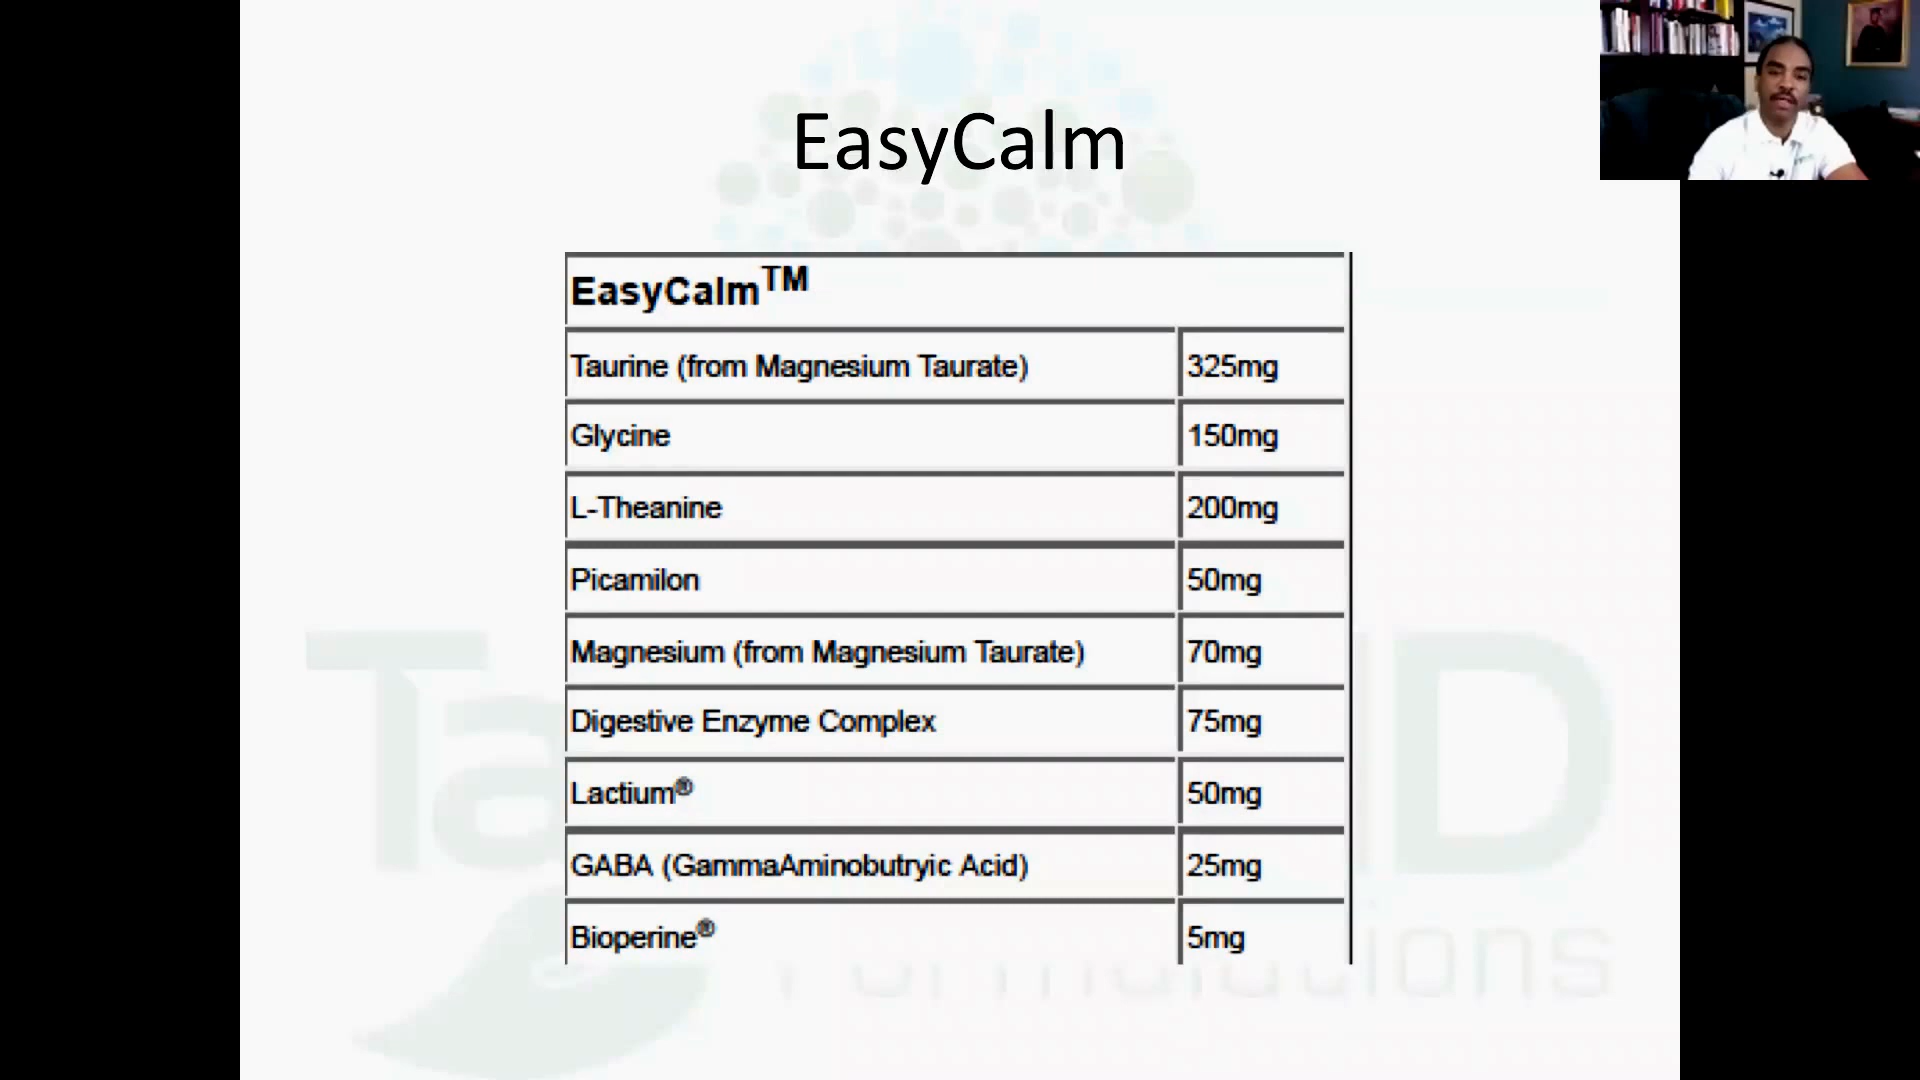 EasyCalm
EasyCalm™
Taurine (from Magnesium Taurate) 325mg
Glycine 150mg
L-Theanine 200mg
Picamilon 50mg
Magnesium (from Magnesium Taurate) 70mg
Digestive Enzyme Complex 75mg
Lactium® 50mg
GABA (GammaAminobutryic Acid) 25mg
Bioperine® 5mg